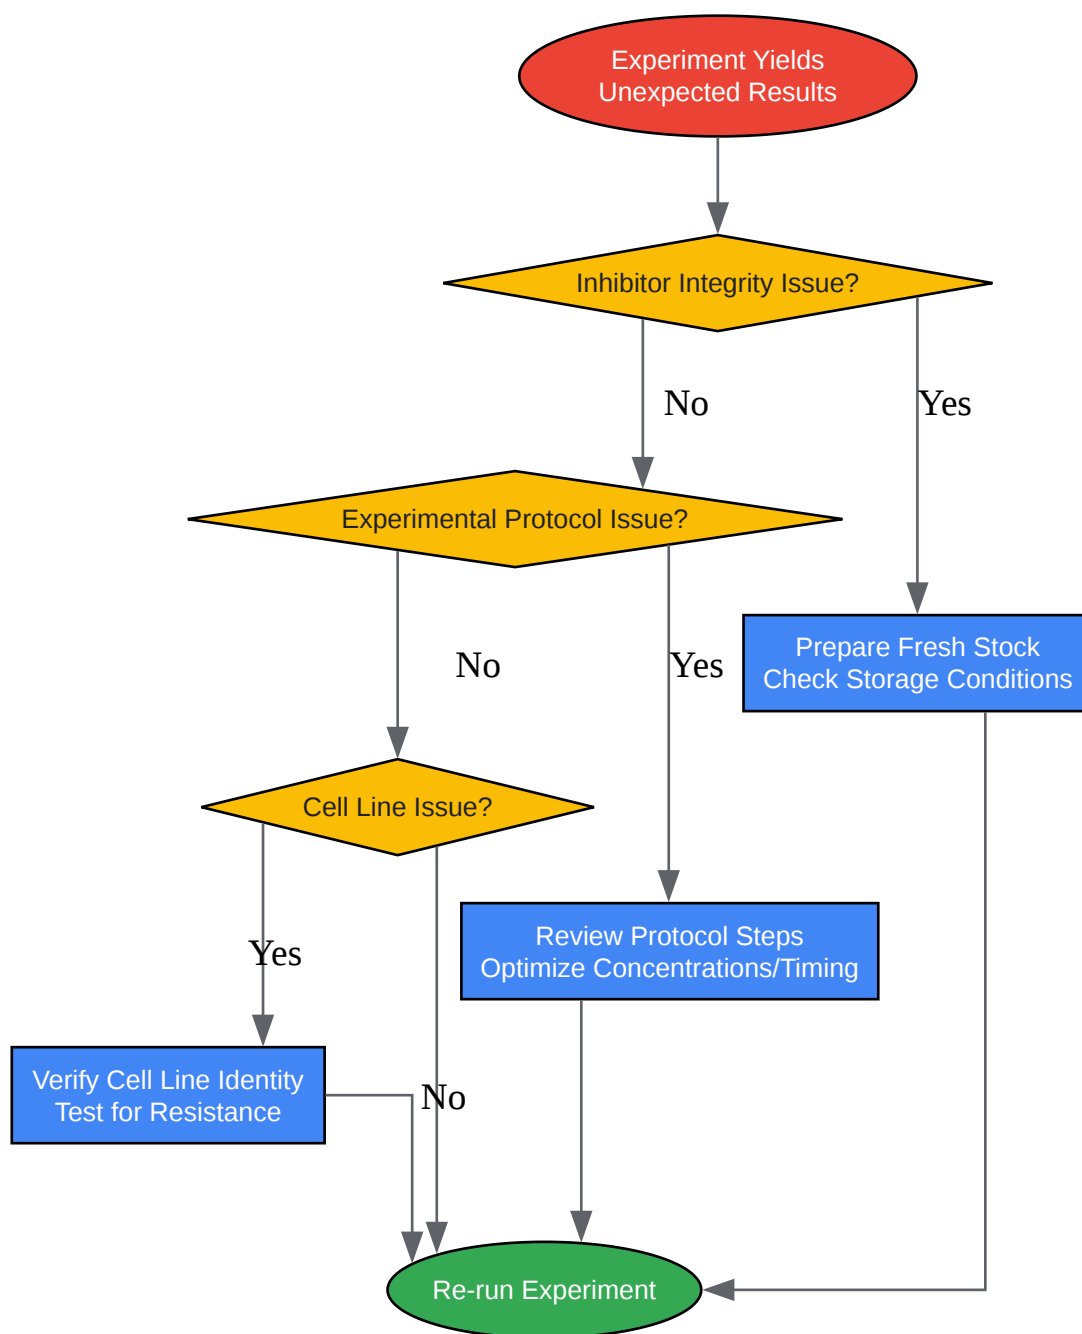 Experiment Yields
Unexpected Results
Inhibitor Integrity Issue?
No
Yes
Experimental Protocol Issue?
No
Yes
Prepare Fresh Stock
Check Storage Conditions
Cell Line Issue?
Yes
No
Review Protocol Steps
Optimize Concentrations/Timing
Verify Cell Line Identity
Test for Resistance
Re-run Experiment